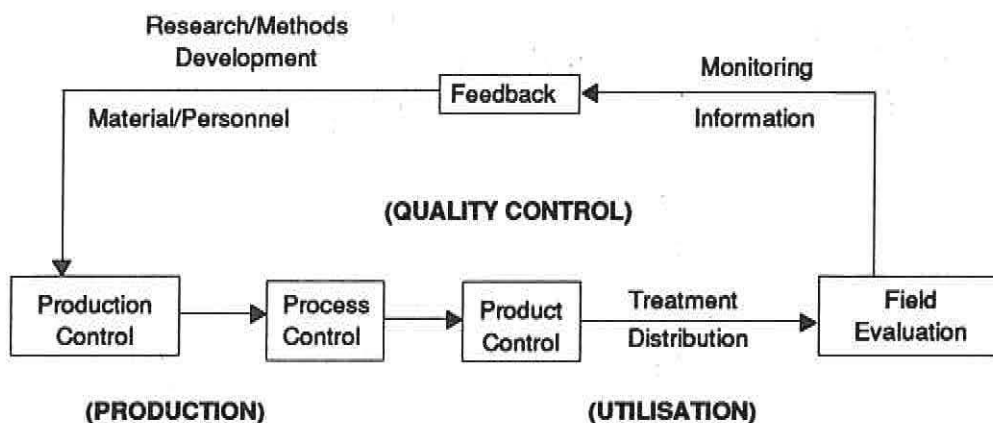 Research/Methods
Development
Material/Personnel
Feedback
Monitoring
Information
(QUALITY CONTROL)
Production
Control
Process
Control
Product
Control
Treatment
Distribution
Field
Evaluation
(PRODUCTION)
(UTILISATION)